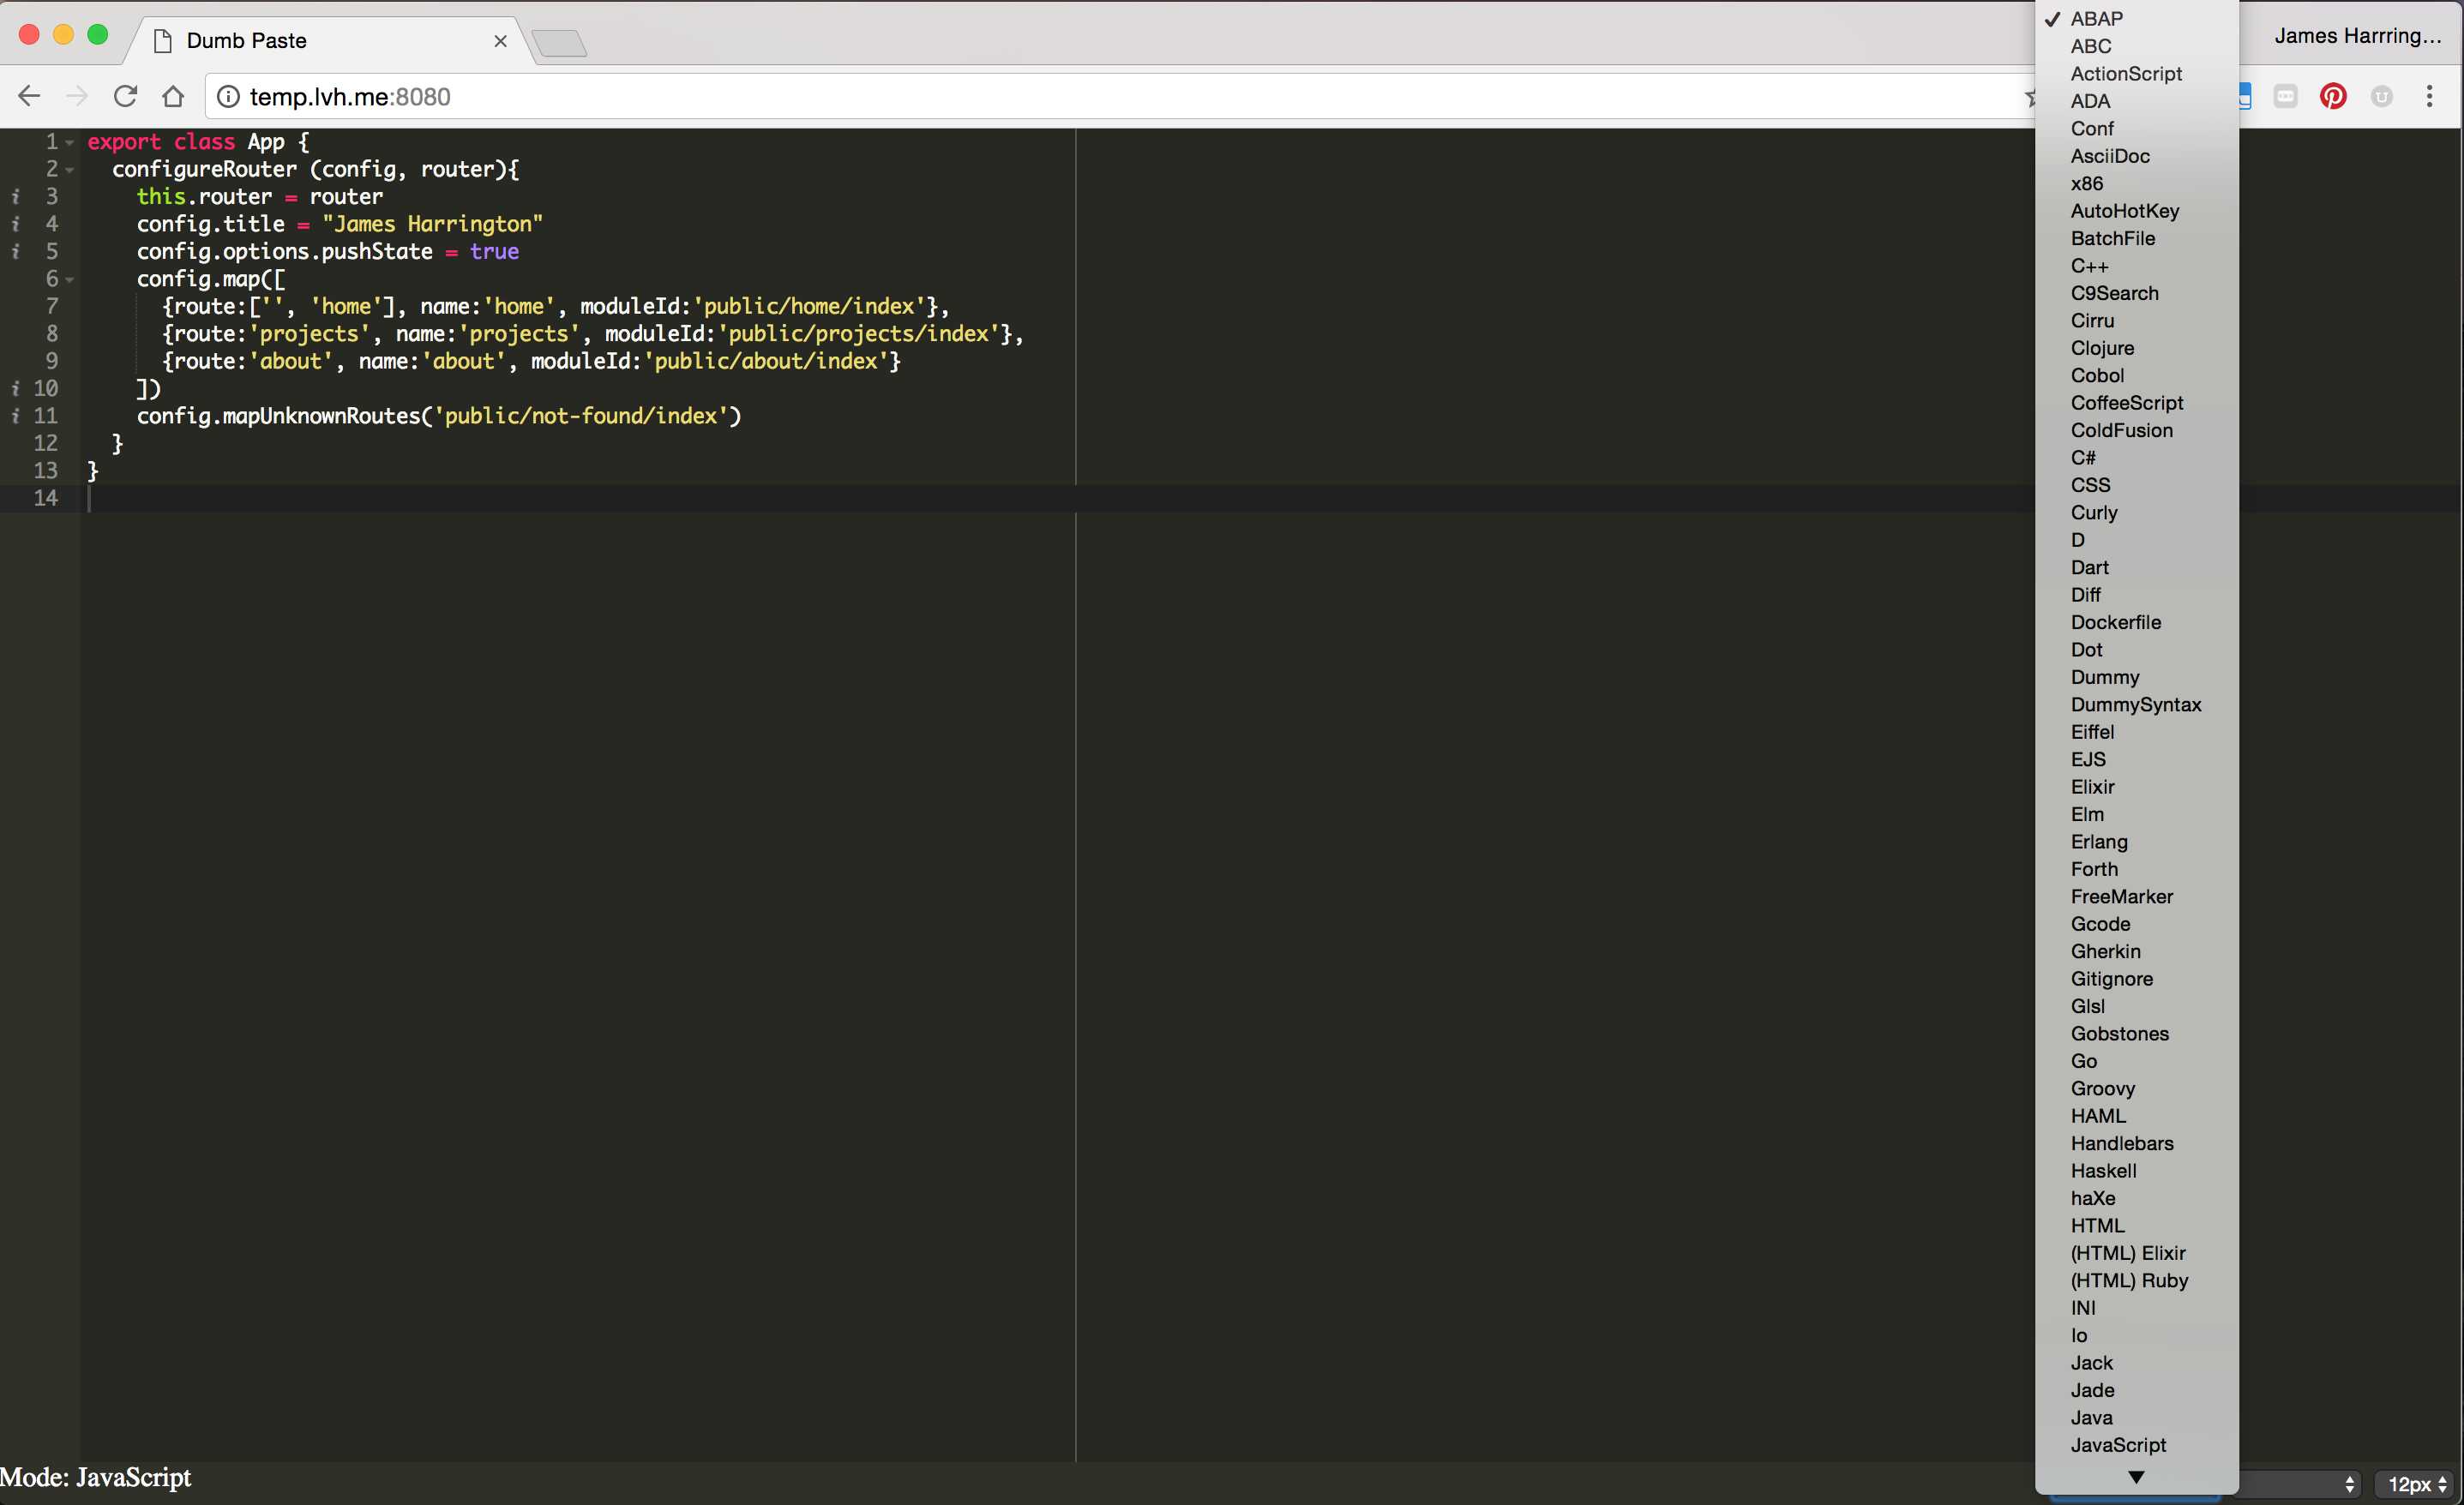 Dumb Paste
James Harrring...
temp.lvh.me:8080
1 export class App {
2   configureRouter (config, router){
i 3     this.router = router
i 4     config.title = "James Harrington"
i 5     config.options.pushState = true
6     config.map([
7       {route:['', 'home'], name:'home', moduleId:'public/home/index'},
8       {route:'projects', name:'projects', moduleId:'public/projects/index'},
9       {route:'about', name:'about', moduleId:'public/about/index'}
i 10     ])
i 11     config.mapUnknownRoutes('public/not-found/index')
12   }
13 }
14
✓ ABAP
ABC
ActionScript
ADA
Conf
AsciiDoc
x86
AutoHotKey
BatchFile
C++
C9Search
Cirru
Clojure
Cobol
CoffeeScript
ColdFusion
C#
CSS
Curly
D
Dart
Diff
Dockerfile
Dot
Dummy
DummySyntax
Eiffel
EJS
Elixir
Elm
Erlang
Forth
FreeMarker
Gcode
Gherkin
Gitignore
Glsl
Gobstones
Go
Groovy
HAML
Handlebars
Haskell
haXe
HTML
(HTML) Elixir
(HTML) Ruby
INI
Io
Jack
Jade
Java
JavaScript
Mode: JavaScript
12px